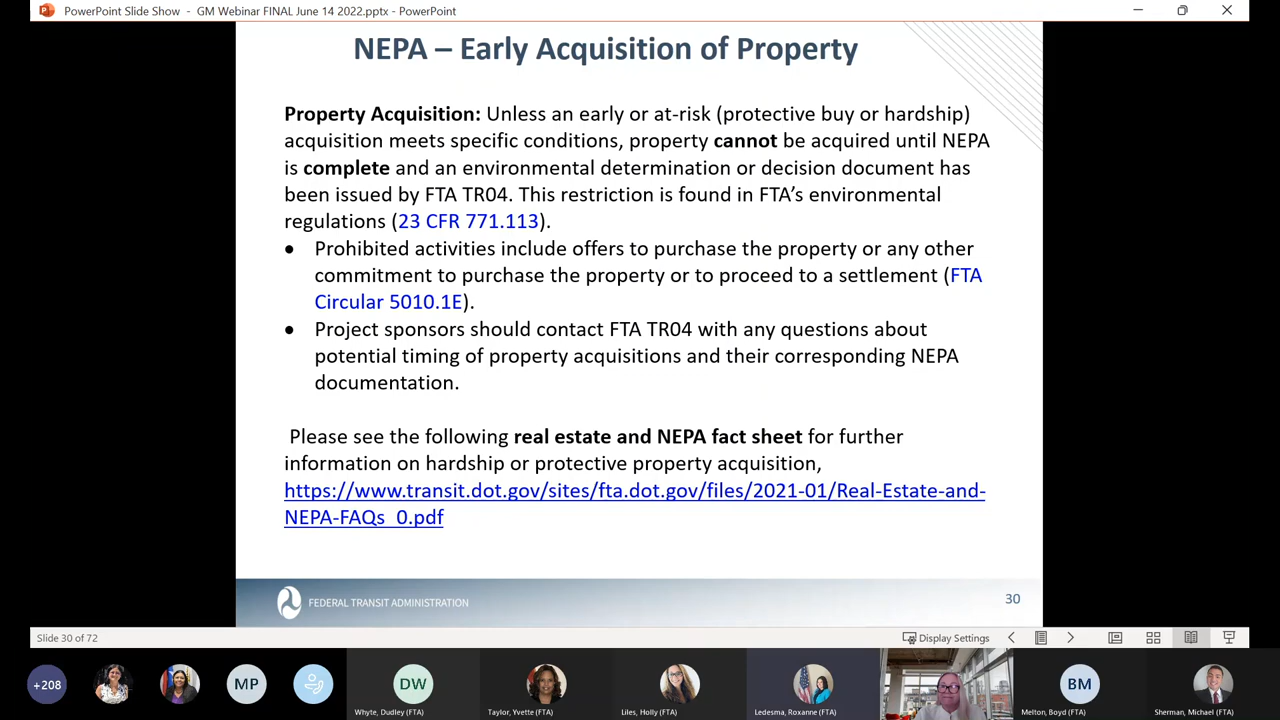 PowerPoint Slide Show - GM Webinar FINAL June 14 2022.pptx - PowerPoint
NEPA – Early Acquisition of Property
Property Acquisition: Unless an early or at-risk (protective buy or hardship)
acquisition meets specific conditions, property cannot be acquired until NEPA
is complete and an environmental determination or decision document has
been issued by FTA TR04. This restriction is found in FTA’s environmental
regulations (23 CFR 771.113).
● Prohibited activities include offers to purchase the property or any other
commitment to purchase the property or to proceed to a settlement (FTA
Circular 5010.1E).
● Project sponsors should contact FTA TR04 with any questions about
potential timing of property acquisitions and their corresponding NEPA
documentation.
Please see the following real estate and NEPA fact sheet for further
information on hardship or protective property acquisition,
https://www.transit.dot.gov/sites/fta.dot.gov/files/2021-01/Real-Estate-and-
NEPA-FAQs_0.pdf
FEDERAL TRANSIT ADMINISTRATION
30
Slide 30 of 72
Display Settings
+208
MP
DW
BM
Whyte, Dudley (FTA)
Taylor, Yvette (FTA)
Liles, Holly (FTA)
Ledesma, Roxanne (FTA)
Melton, Boyd (FTA)
Sherman, Michael (FTA)